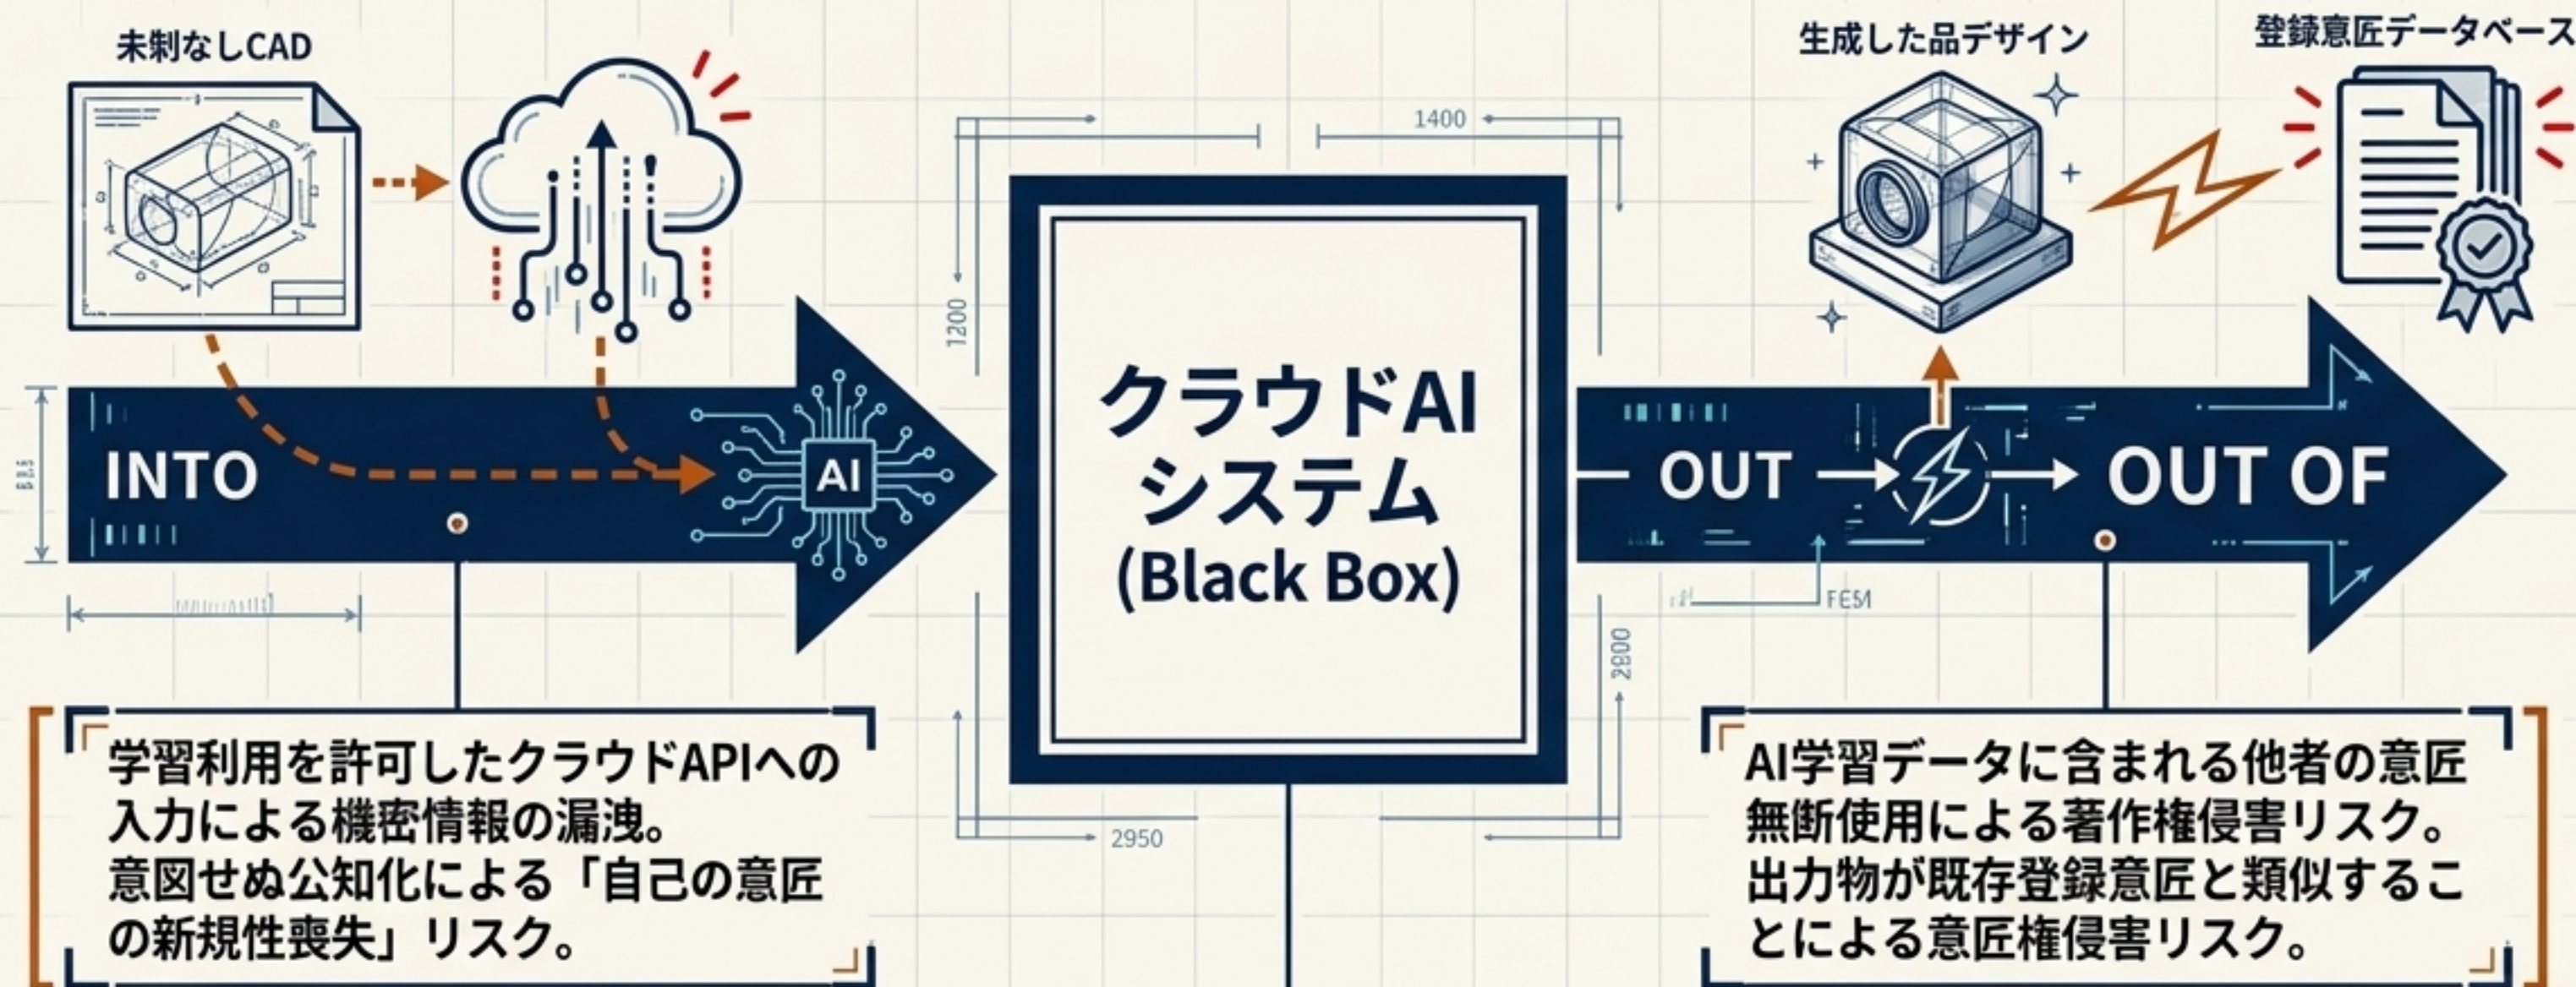 未制なしCAD
生成した品デザイン
登録意匠データベース
1400
1200
INTO
AI
クラウドAI
システム
(Black Box)
OUT
OUT OF
2800
2950
学習利用を許可したクラウドAPIへの
入力による機密情報の漏洩。
意図せぬ公知化による「自己の意匠
の新規性喪失」リスク。
AI学習データに含まれる他者の意匠
無断使用による著作権侵害リスク。
出力物が既存登録意匠と類似するこ
とによる意匠権侵害リスク。